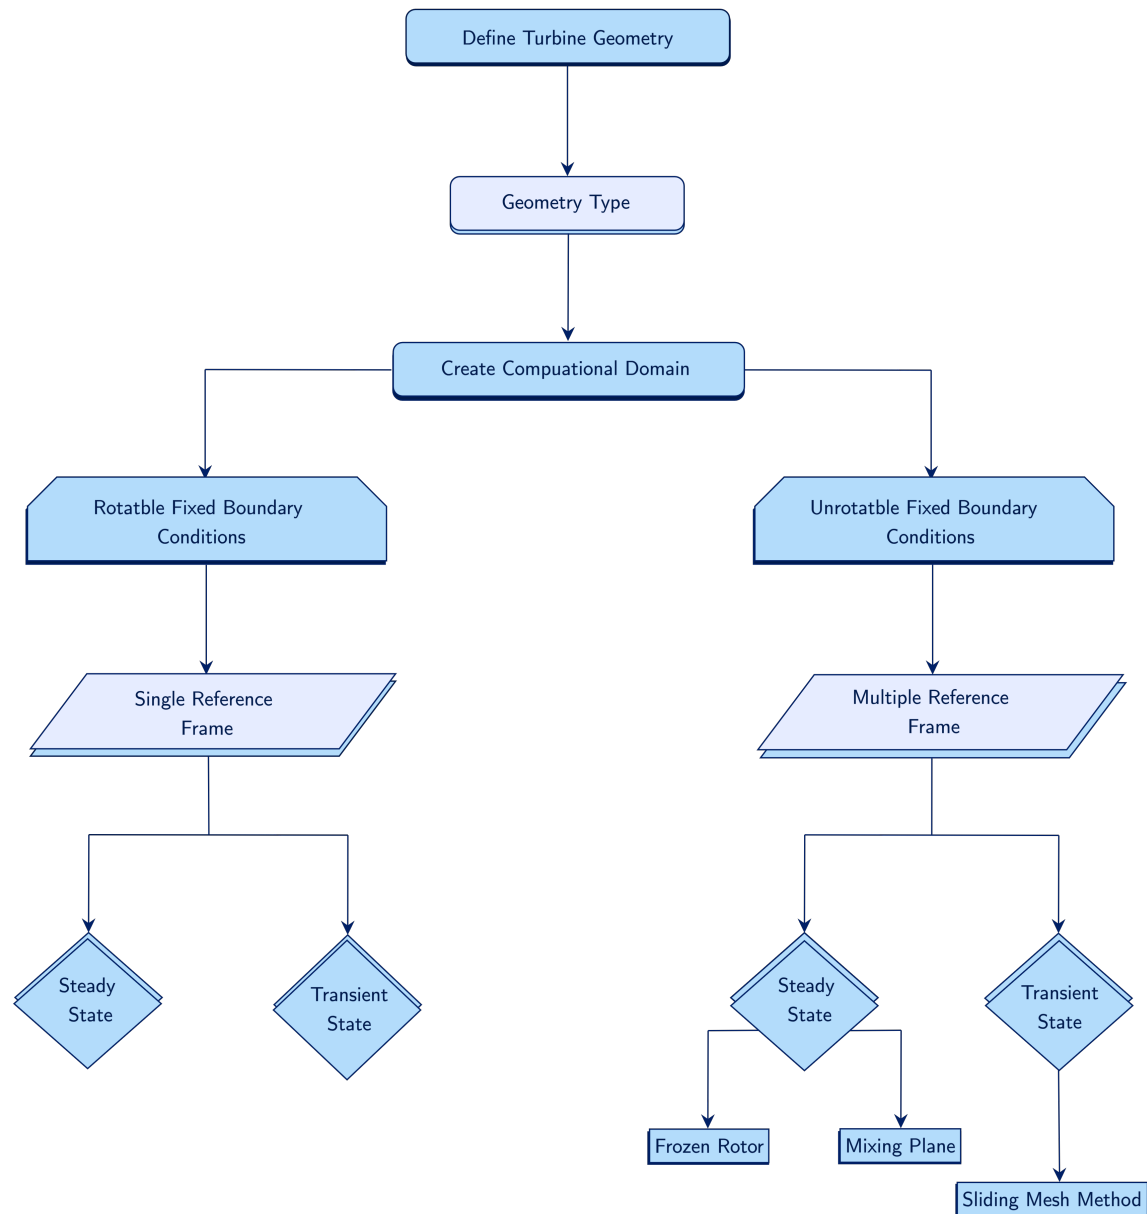 Define Turbine Geometry
Geometry Type
Create Compuational Domain
Rotatble Fixed Boundary
Conditions
Unrotatble Fixed Boundary
Conditions
Single Reference
Frame
Multiple Reference
Frame
Steady
State
Transient
State
Steady
State
Transient
State
Frozen Rotor
Mixing Plane
Sliding Mesh Method